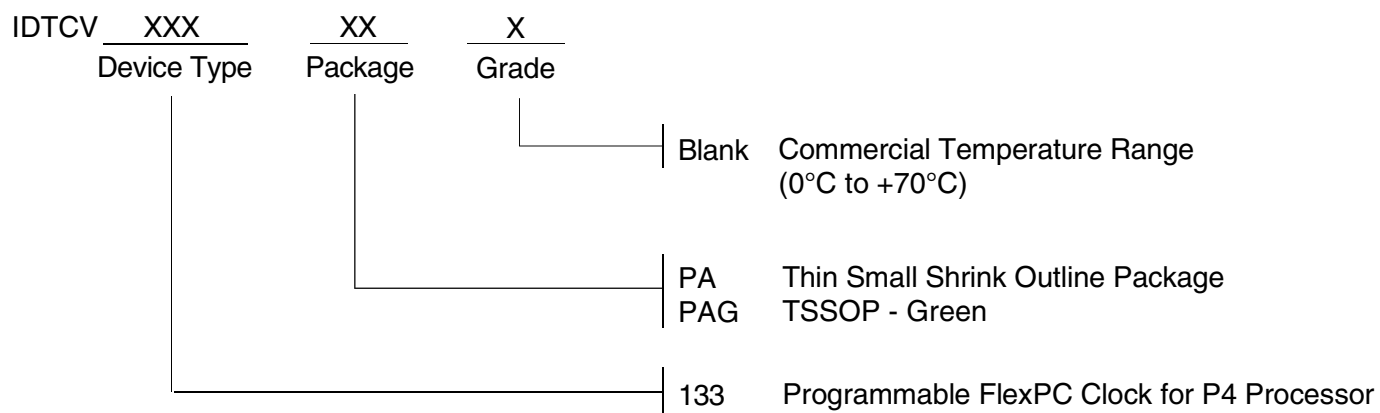 IDTCV XXX XX X
Device Type Package Grade
Blank Commercial Temperature Range
(0°C to +70°C)
PA Thin Small Shrink Outline Package
PAG TSSOP - Green
133 Programmable FlexPC Clock for P4 Processor